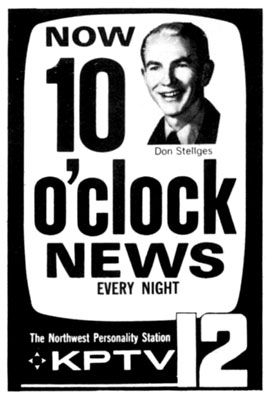 NOW
Don Stellges
10
o'clock
NEWS
EVERY NIGHT
The Northwest Personality Station
KPTV 12